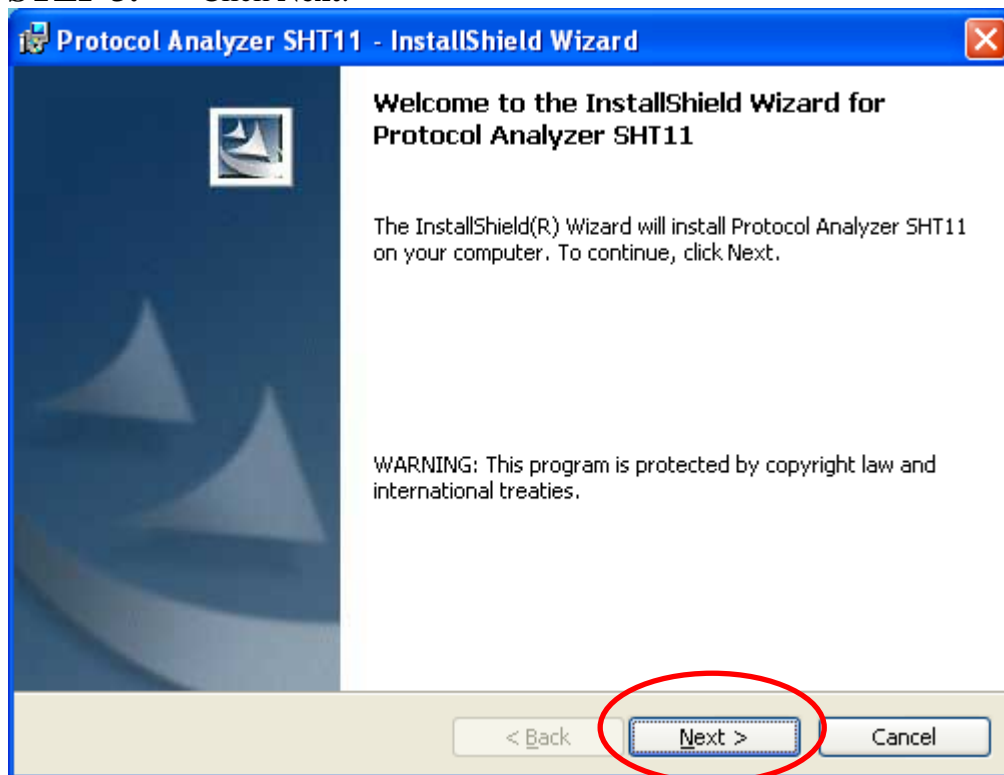 Protocol Analyzer SHT11 - InstallShield Wizard
Welcome to the InstallShield Wizard for
Protocol Analyzer SHT11
The InstallShield(R) Wizard will install Protocol Analyzer SHT11
on your computer. To continue, click Next.
WARNING: This program is protected by copyright law and
international treaties.
< Back
Next >
Cancel